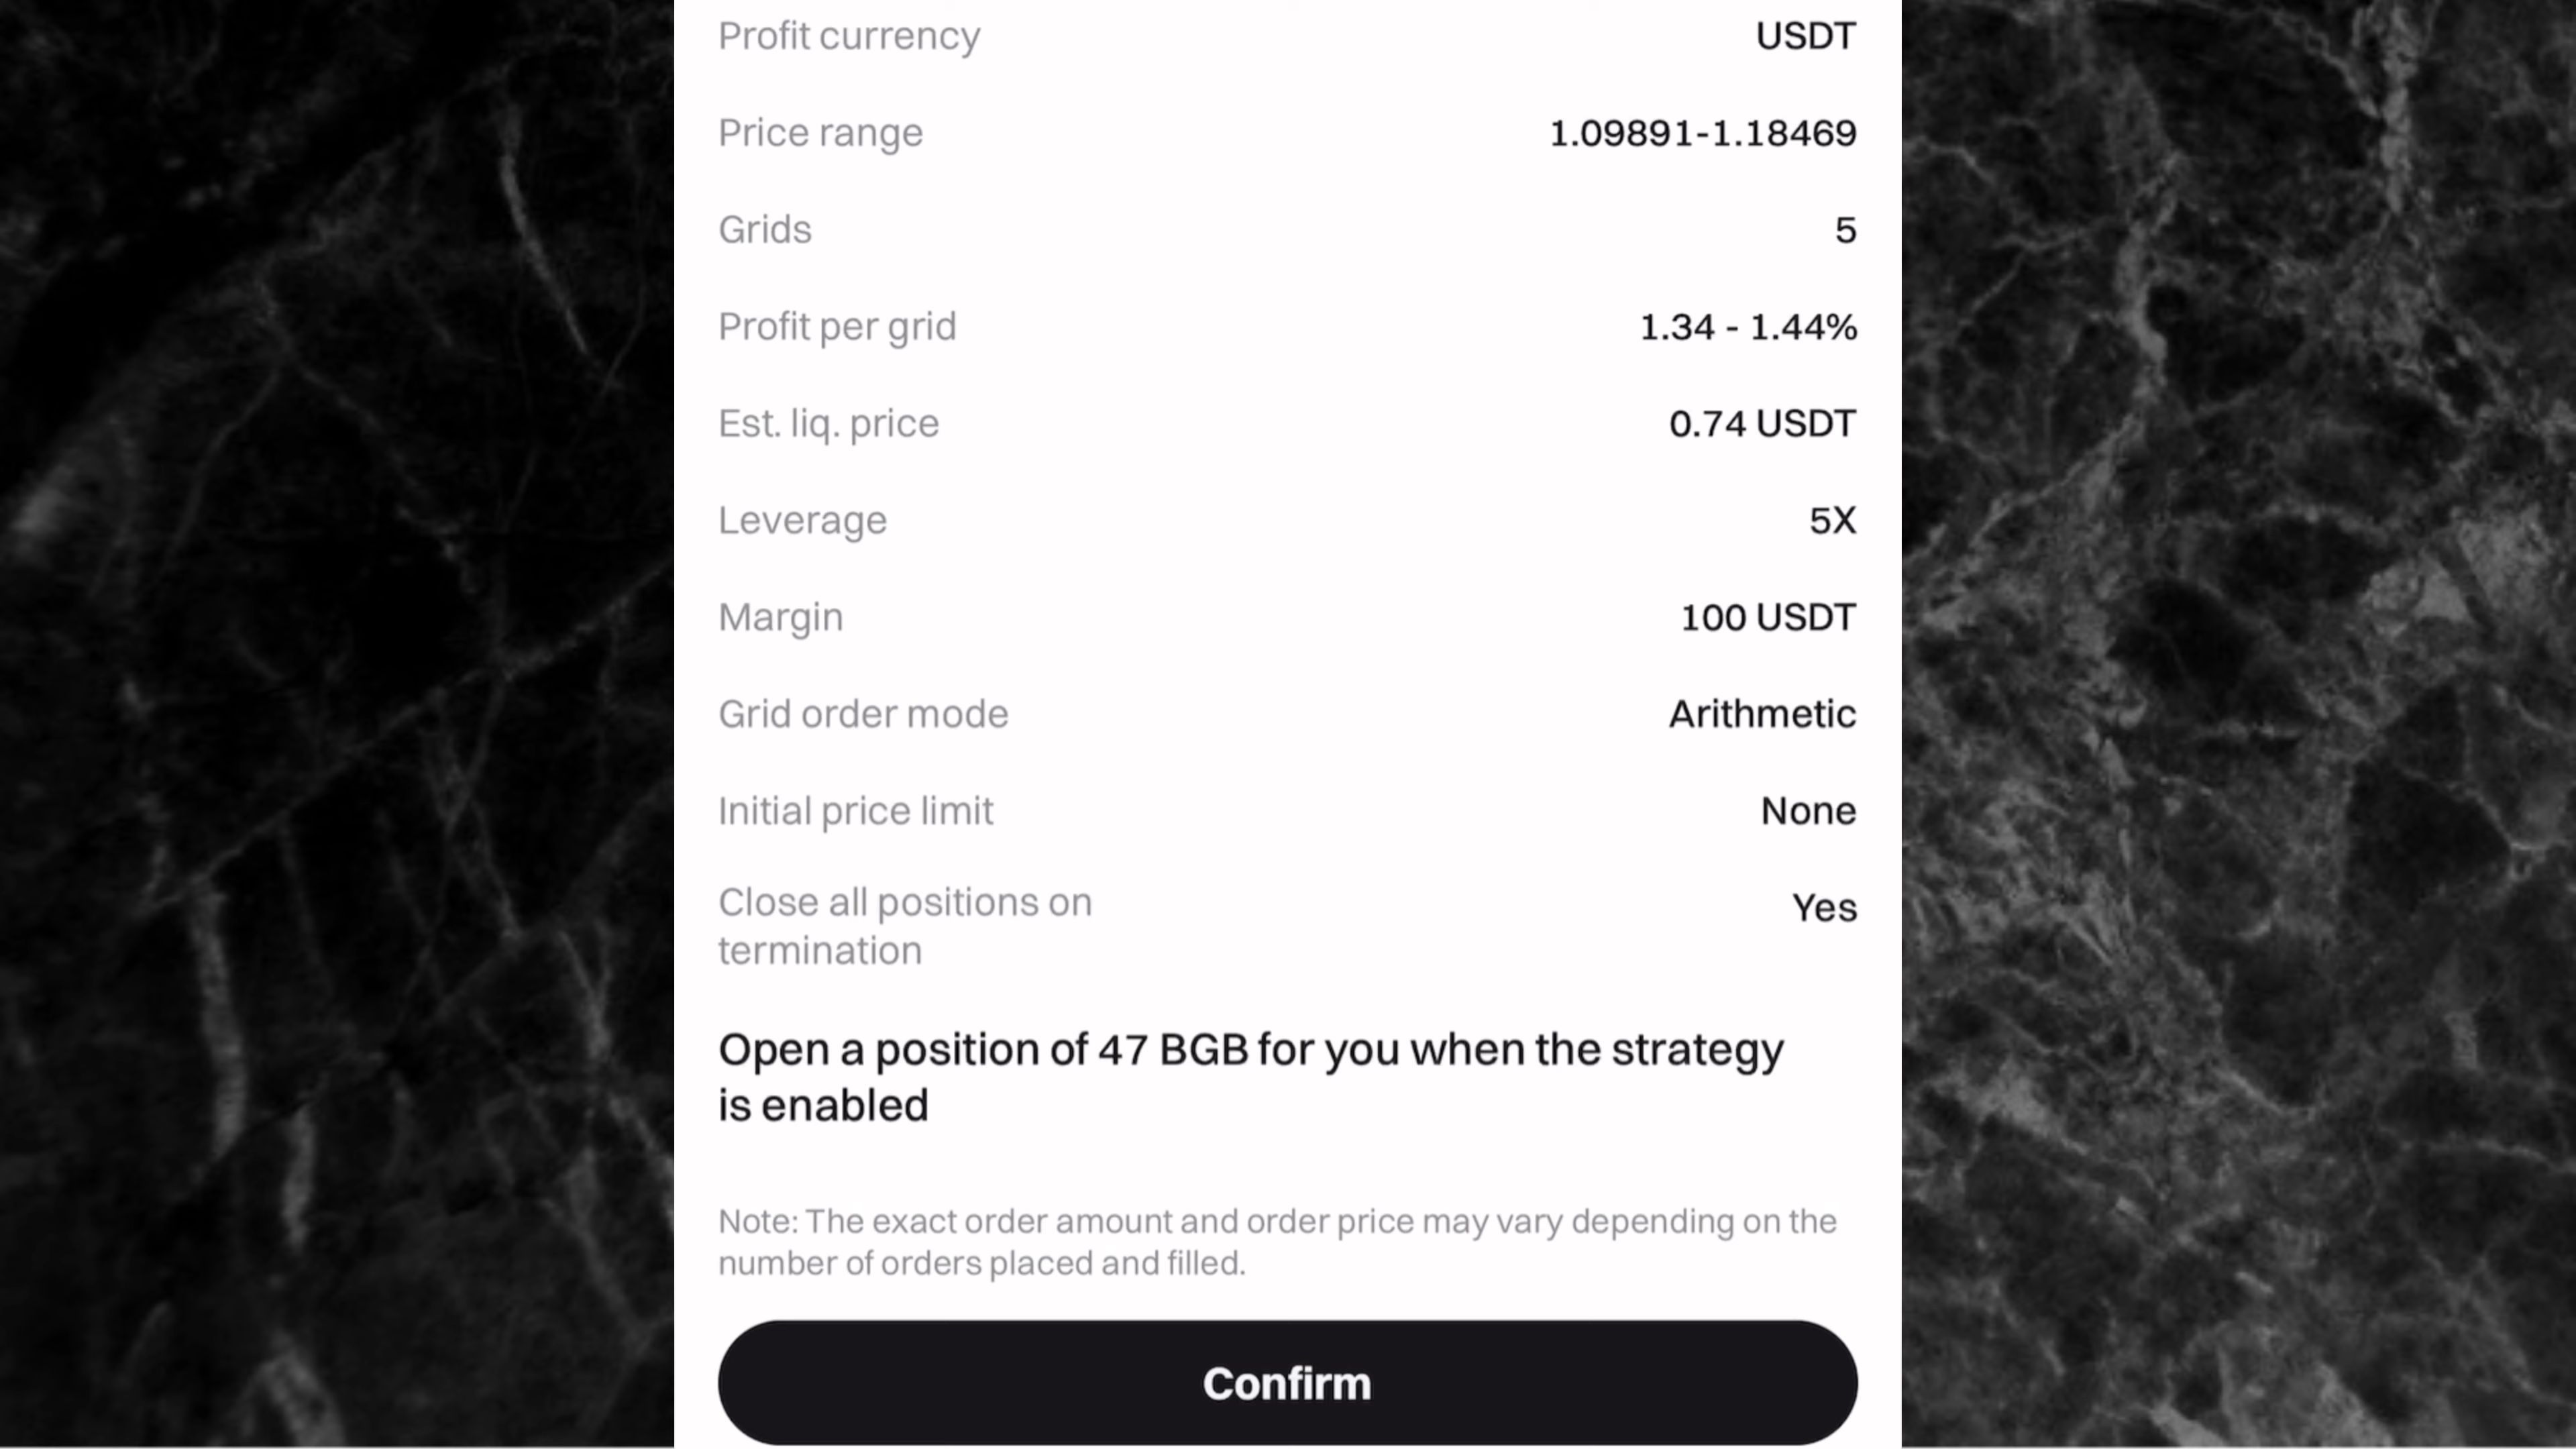 Profit currency USDT
Price range 1.09891-1.18469
Grids 5
Profit per grid 1.34 - 1.44%
Est. liq. price 0.74 USDT
Leverage 5X
Margin 100 USDT
Grid order mode Arithmetic
Initial price limit None
Close all positions on Yes
termination
Open a position of 47 BGB for you when the strategy
is enabled
Note: The exact order amount and order price may vary depending on the
number of orders placed and filled.
Confirm